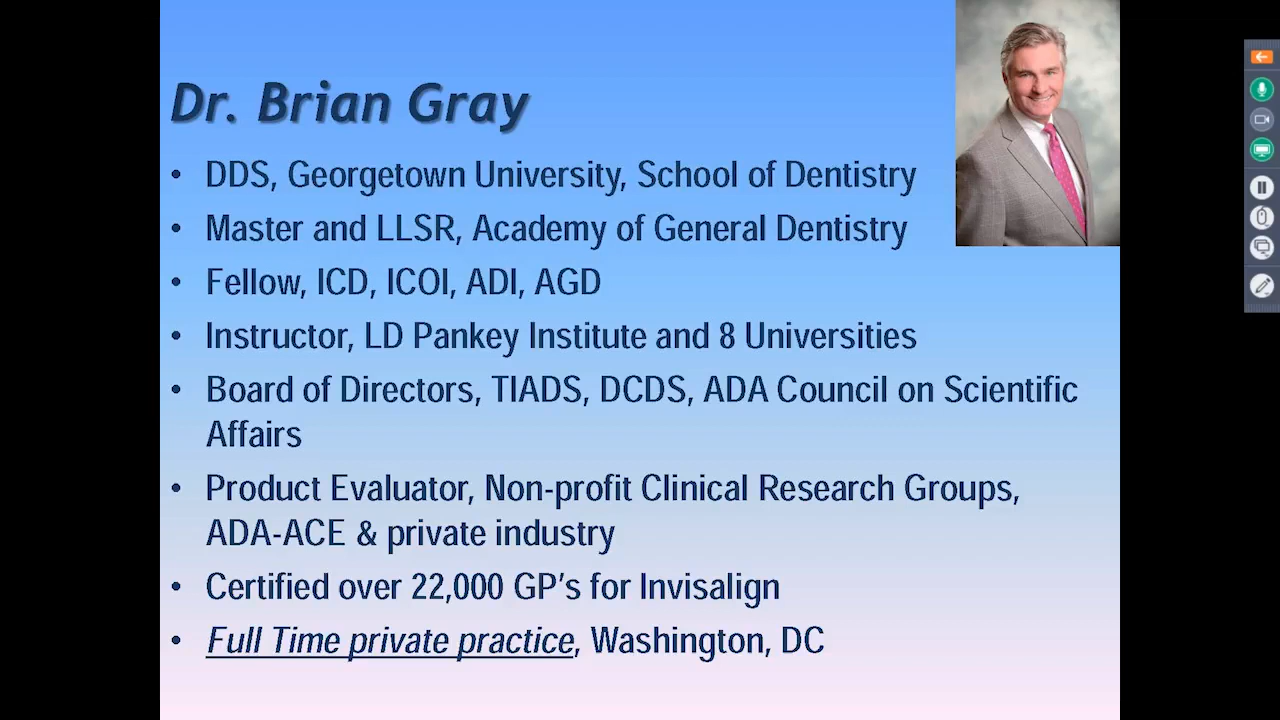 Dr. Brian Gray
• DDS, Georgetown University, School of Dentistry
• Master and LLSR, Academy of General Dentistry
• Fellow, ICD, ICOI, ADI, AGD
• Instructor, LD Pankey Institute and 8 Universities
• Board of Directors, TIADS, DCDS, ADA Council on Scientific
Affairs
• Product Evaluator, Non-profit Clinical Research Groups,
ADA-ACE & private industry
• Certified over 22,000 GP's for Invisalign
• Full Time private practice, Washington, DC